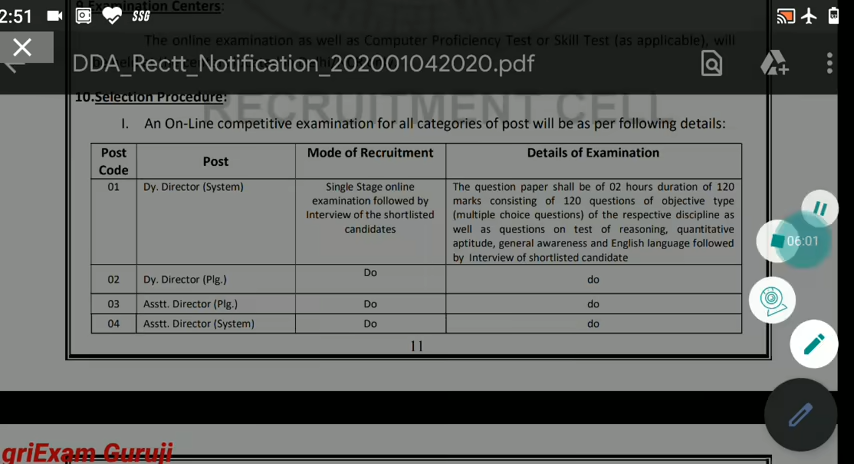 2:51 SSG
9.Examination Centers:
The online examination as well as Computer Proficiency Test or Skill Test (as applicable), will
DDA_Rectt_Notification_202001042020.pdf
10.Selection Procedure:
RECRUITMENT CELL
I. An On-Line competitive examination for all categories of post will be as per following details:
Post Code Post Mode of Recruitment Details of Examination
01 Dy. Director (System) Single Stage online The question paper shall be of 02 hours duration of 120
examination followed by marks consisting of 120 questions of objective type
Interview of the shortlisted (multiple choice questions) of the respective discipline as
candidates well as questions on test of reasoning, quantitative
aptitude, general awareness and English language followed
by Interview of shortlisted candidate
02 Dy. Director (Plg.) Do do
03 Asstt. Director (Plg.) Do do
04 Asstt. Director (System) Do do
11
06:01
griExam Guruji